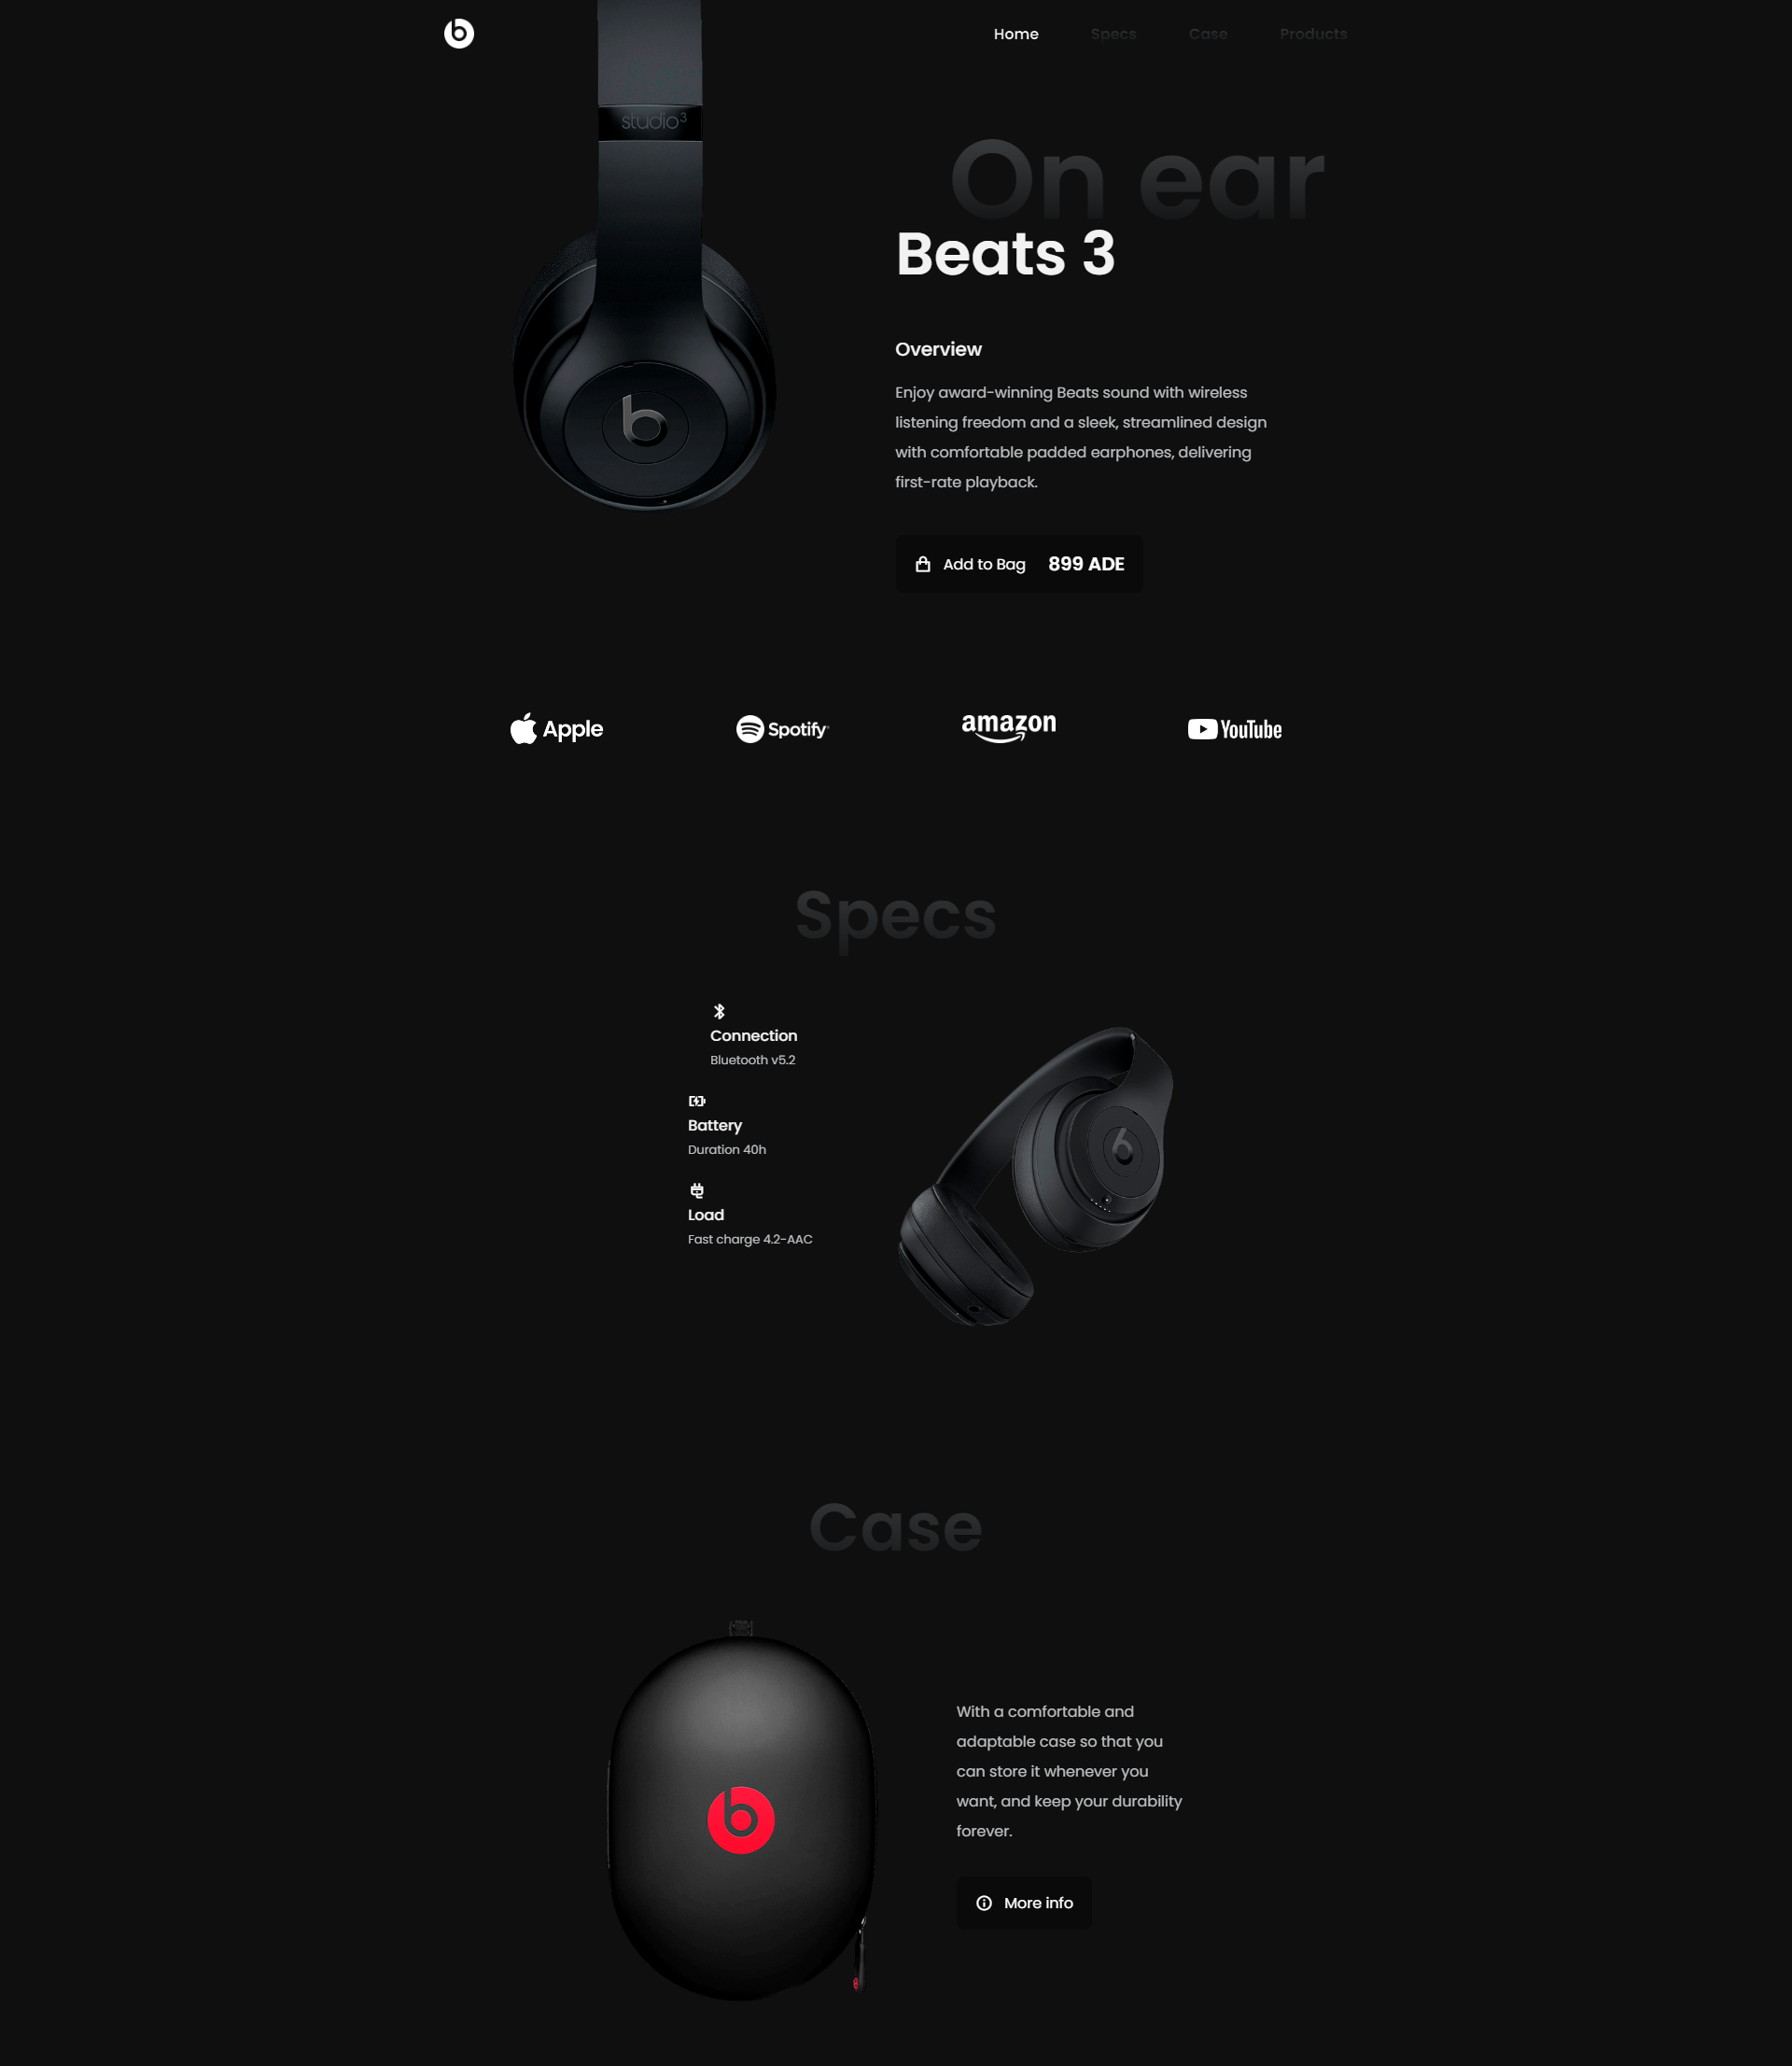 Home Specs Case Products
studio3
On ear
Beats 3
Overview
Enjoy award-winning Beats sound with wireless
listening freedom and a sleek, streamlined design
with comfortable padded earphones, delivering
first-rate playback.
Add to Bag 899 ADE
Apple Spotify amazon YouTube
Specs
Connection
Bluetooth v5.2
Battery
Duration 40h
Load
Fast charge 4.2-AAC
Case
With a comfortable and
adaptable case so that you
can store it whenever you
want, and keep your durability
forever.
More info